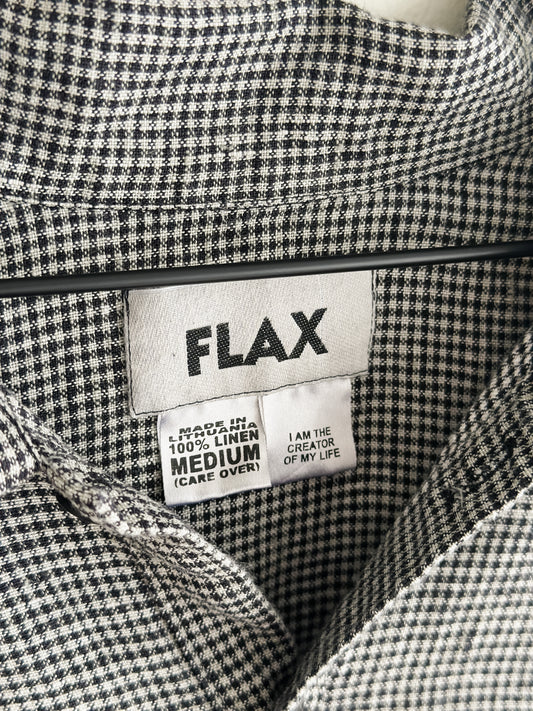 FLAX
MADE IN
LITHUANIA
100% LINEN
MEDIUM
(CARE OVER)
I AM THE
CREATOR
OF MY LIFE